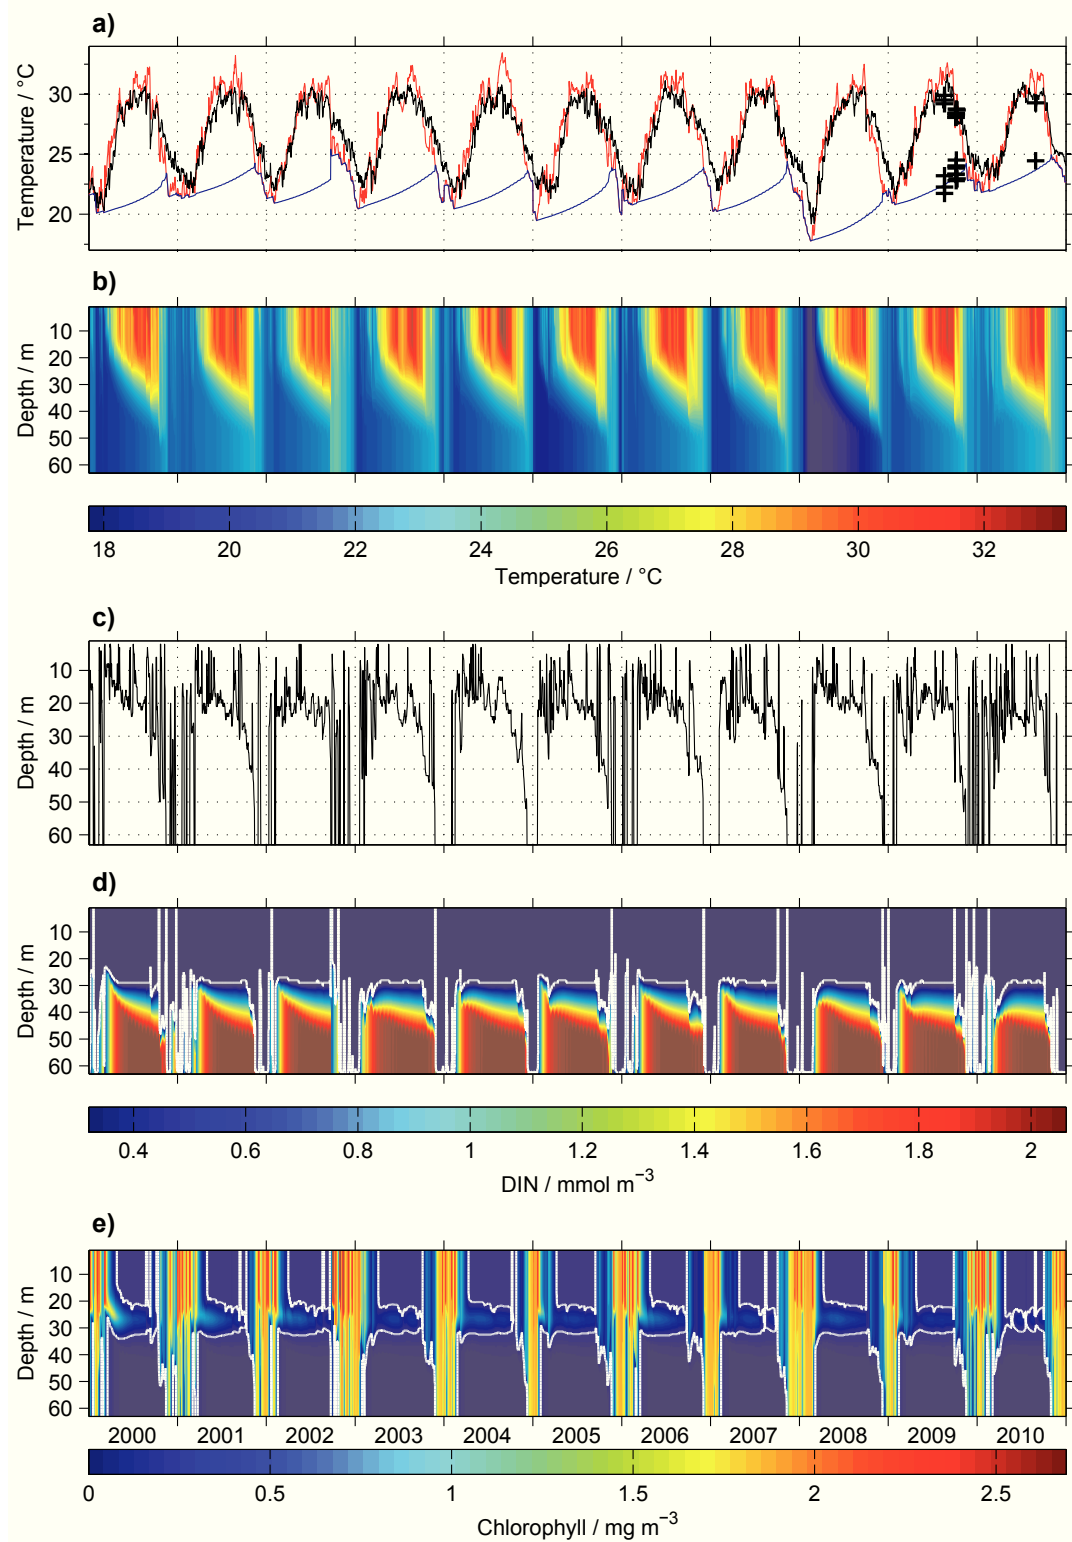 a)
Temperature / °C
30
25
20
b)
Depth / m
10
20
30
40
50
60
18 20 22 24 26 28 30 32
Temperature / °C
c)
Depth / m
10
20
30
40
50
60
d)
Depth / m
10
20
30
40
50
60
0.4 0.6 0.8 1 1.2 1.4 1.6 1.8 2
DIN / mmol m⁻³
e)
Depth / m
10
20
30
40
50
60
2000 2001 2002 2003 2004 2005 2006 2007 2008 2009 2010
0 0.5 1 1.5 2 2.5
Chlorophyll / mg m⁻³